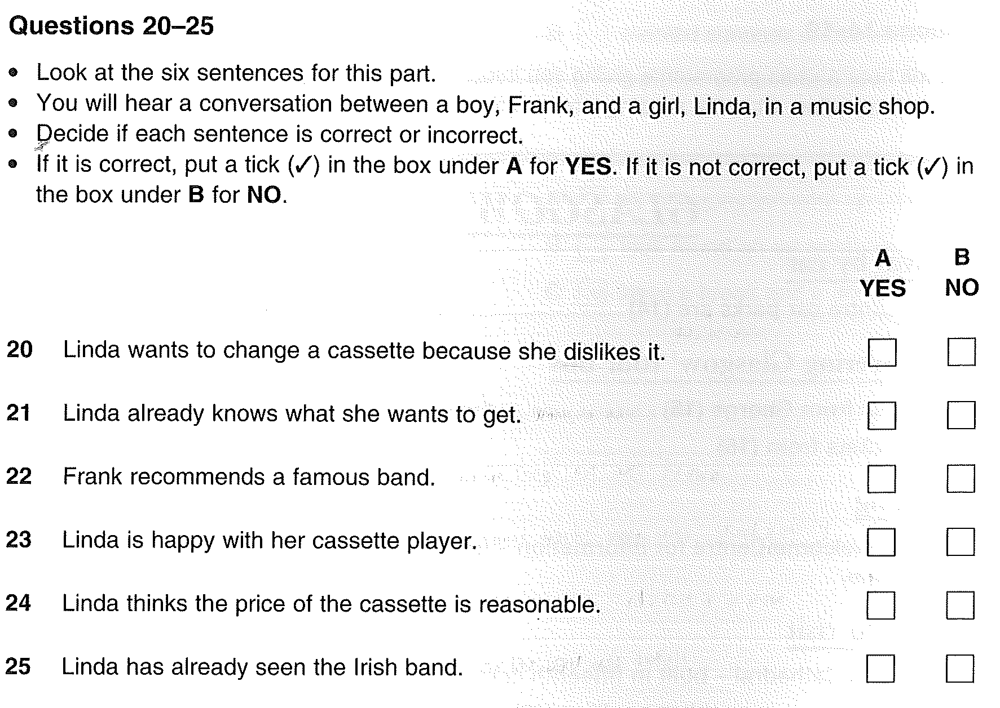 Questions 20–25
• Look at the six sentences for this part.
• You will hear a conversation between a boy, Frank, and a girl, Linda, in a music shop.
• Decide if each sentence is correct or incorrect.
• If it is correct, put a tick (✓) in the box under A for YES. If it is not correct, put a tick (✓) in
the box under B for NO.
A B
YES NO
20 Linda wants to change a cassette because she dislikes it.
21 Linda already knows what she wants to get.
22 Frank recommends a famous band.
23 Linda is happy with her cassette player.
24 Linda thinks the price of the cassette is reasonable.
25 Linda has already seen the Irish band.